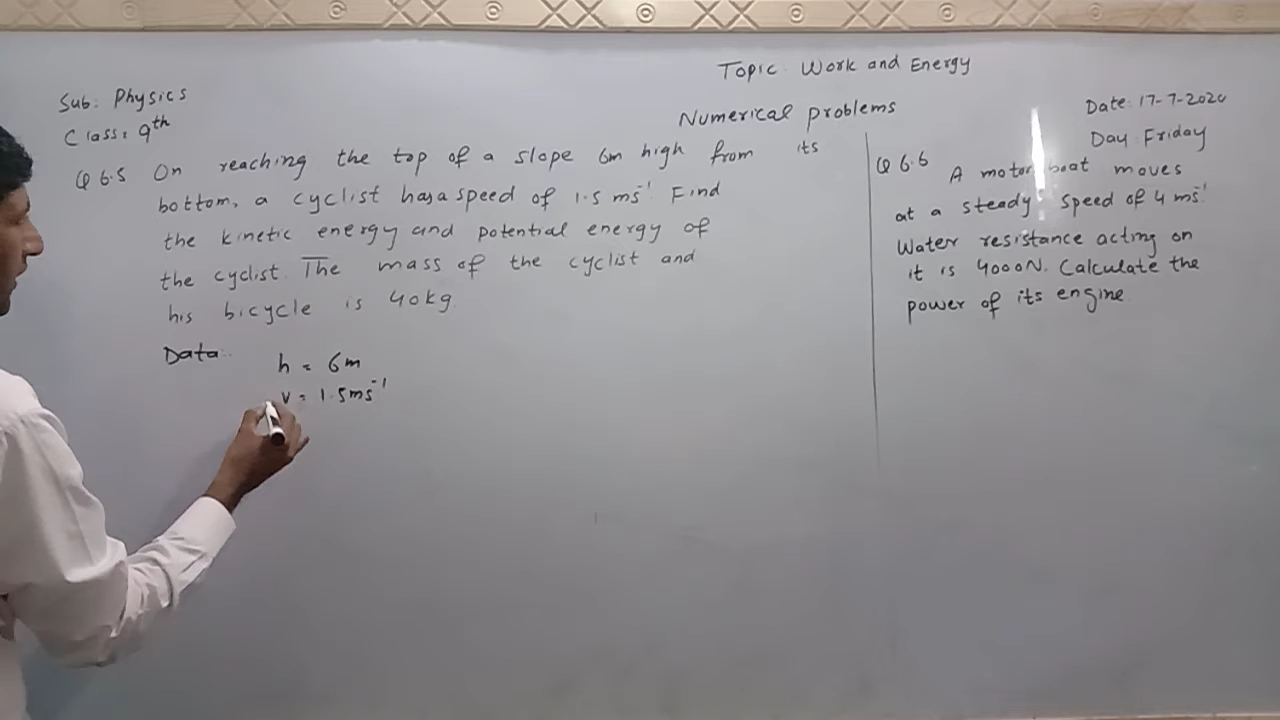 Topic: Work and Energy
Sub: Physics
Class: 9th
Numerical problems
Date: 17-7-2020
Day: Friday
Q 6.5 On reaching the top of a slope 6m high from its
bottom, a cyclist has a speed of 1.5 ms⁻¹. Find
the kinetic energy and potential energy of
the cyclist. The mass of the cyclist and
his bicycle is 40kg.
Data:
h = 6m
v = 1.5ms⁻¹
Q 6.6 A motor boat moves
at a steady speed of 4 ms⁻¹.
Water resistance acting on
it is 4000N. Calculate the
power of its engine